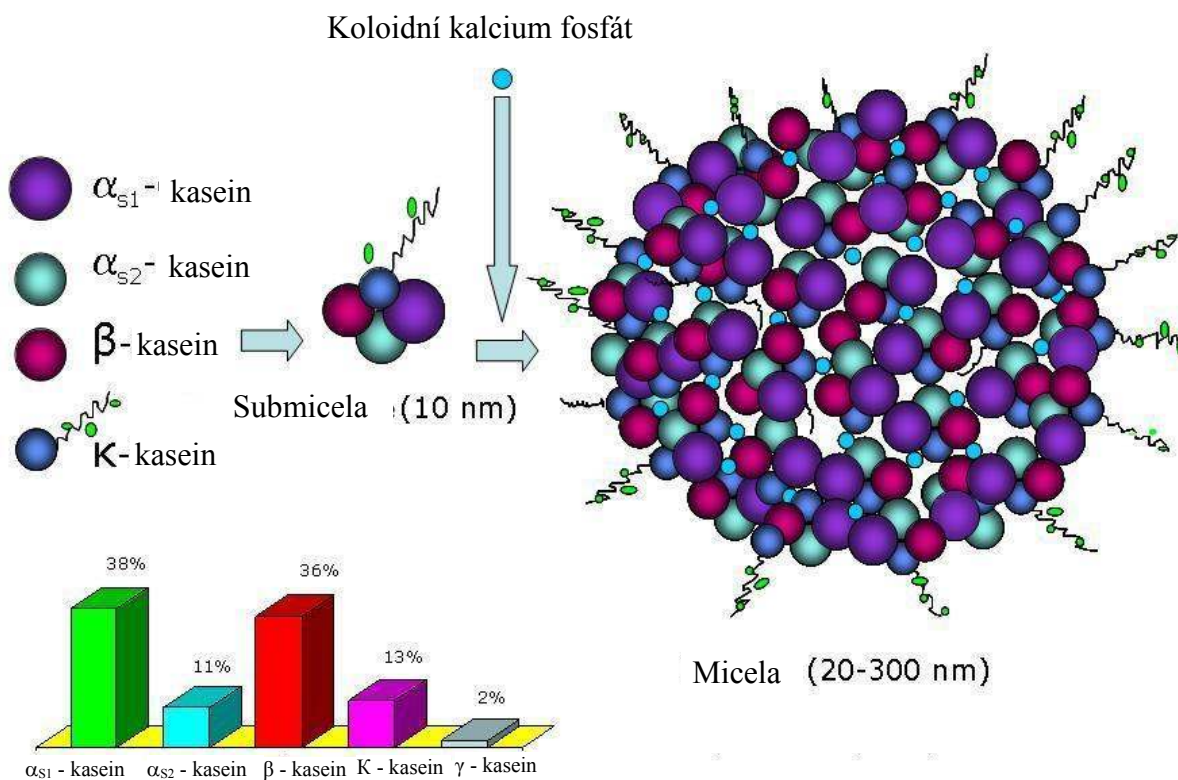 Koloidní kalcium fosfát
αs1- kasein
αs2- kasein
β- kasein
κ- kasein
Submicela (10 nm)
Micela (20-300 nm)
38%
11%
36%
13%
2%
αS1 - kasein
αS2 - kasein
β - kasein
Κ - kasein
γ - kasein